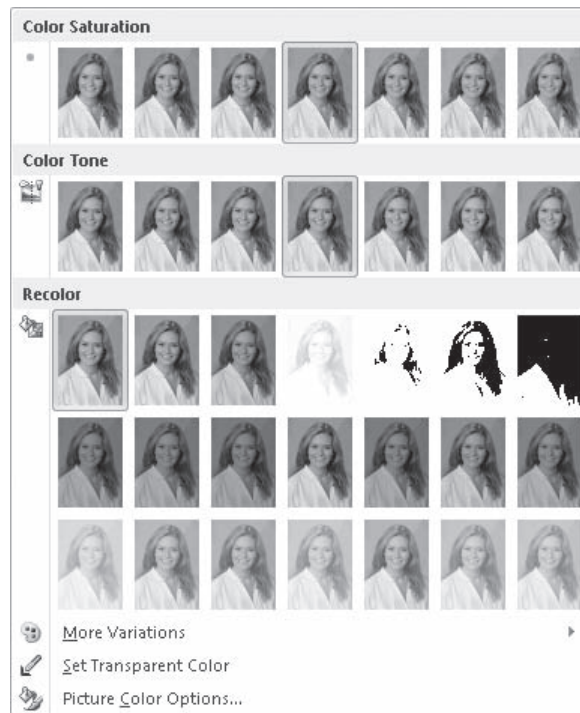 Color Saturation
Color Tone
Recolor
More Variations
Set Transparent Color
Picture Color Options...